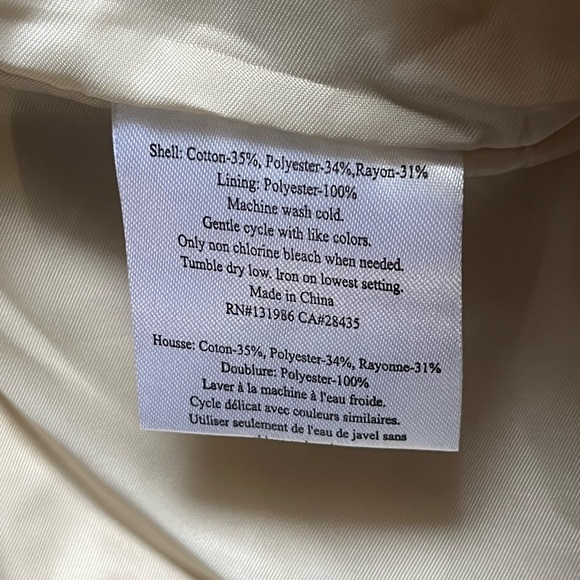 Shell: Cotton-35%, Polyester-34%,Rayon-31%
Lining: Polyester-100%
Machine wash cold.
Gentle cycle with like colors.
Only non chlorine bleach when needed.
Tumble dry low. Iron on lowest setting.
Made in China
RN#131986 CA#28435
Housse: Coton-35%, Polyester-34%, Rayonne-31%
Doublure: Polyester-100%
Laver à la machine à l'eau froide.
Cycle délicat avec couleurs similaires.
Utiliser seulement de l'eau de javel sans